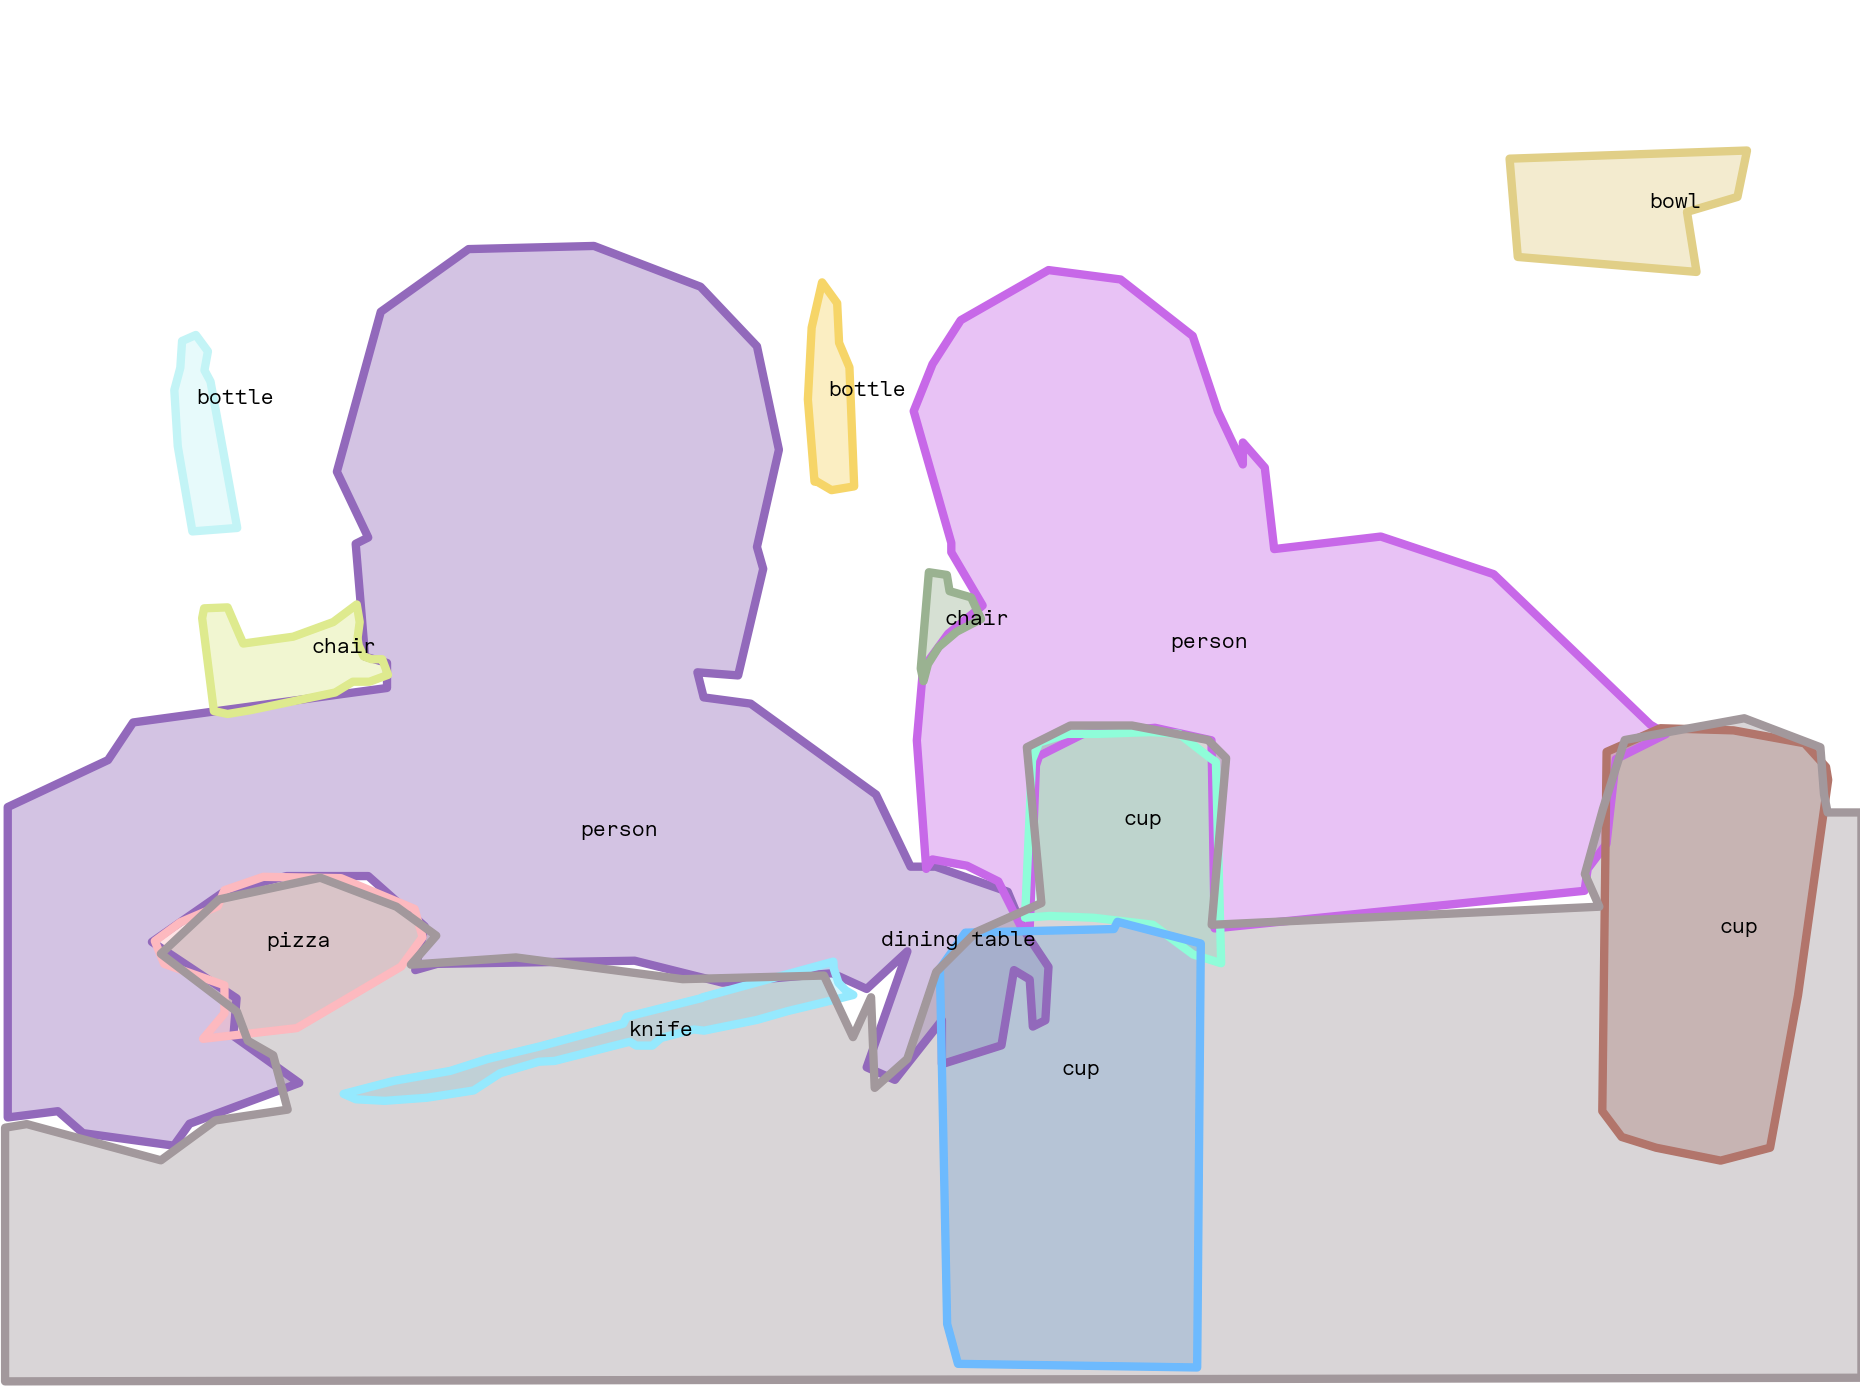 bowl
bottle
bottle
chair
chair
person
person
cup
pizza
dining table
cup
knife
cup